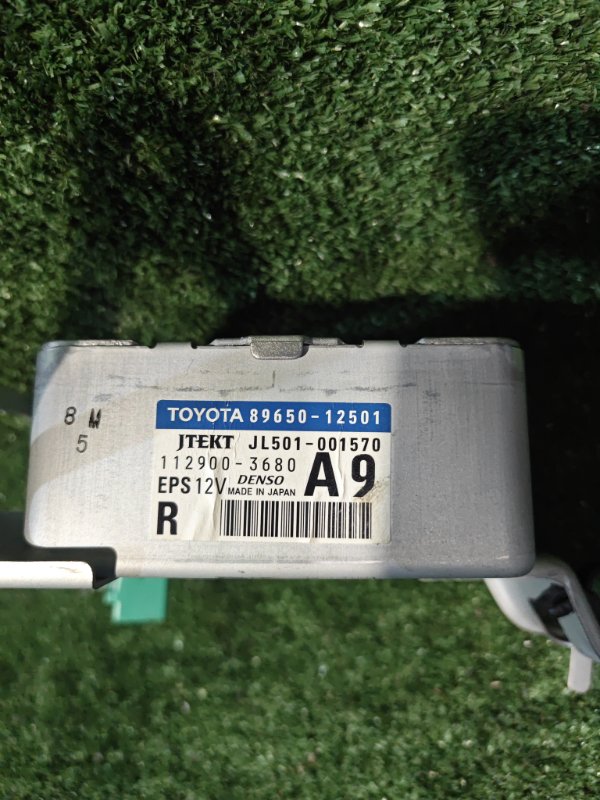 8 M
5
TOYOTA 89650-12501
JTEKT JL501-001570
112900-3680 A9
EPS 12V DENSO MADE IN JAPAN
R